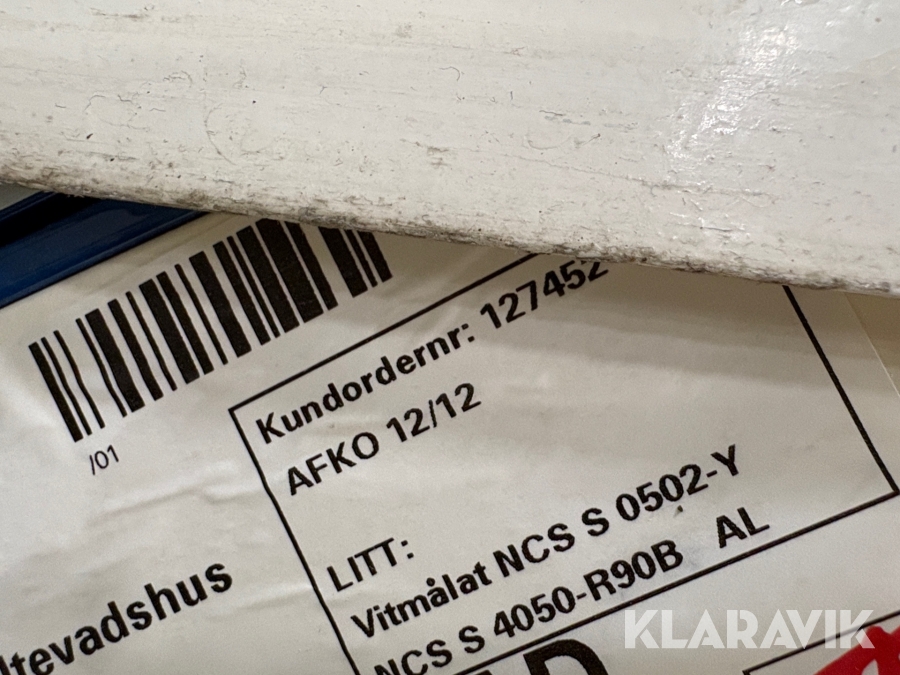 Kundordernr: 127452
AFKO 12/12
/01
LITT:
Vitmålat NCS S 0502-Y
NCS S 4050-R90B AL
ltevadshus
KLARAVIK